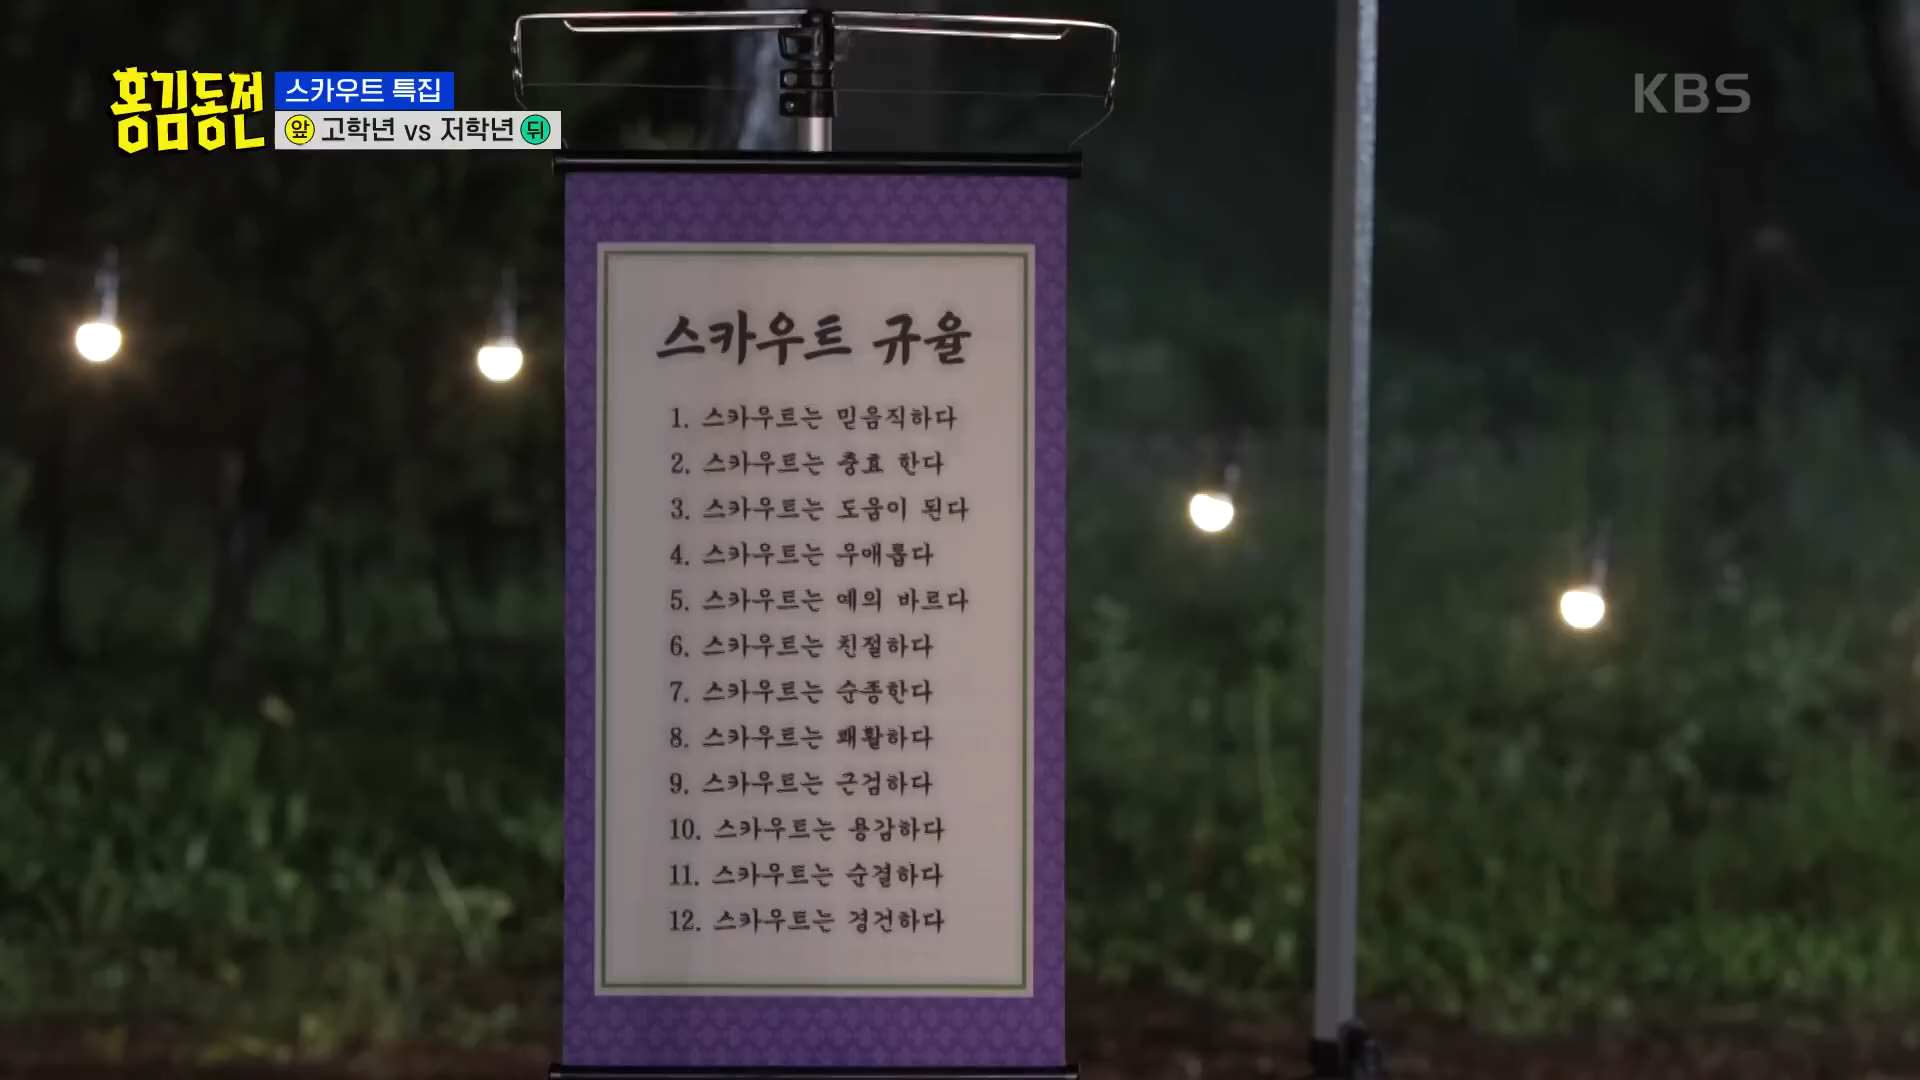 홍김동전
스카우트 특집
앞 고학년 vs 저학년 뒤
KBS
스카우트 규율
1. 스카우트는 믿음직하다
2. 스카우트는 충효 한다
3. 스카우트는 도움이 된다
4. 스카우트는 우애롭다
5. 스카우트는 예의 바르다
6. 스카우트는 친절하다
7. 스카우트는 순종한다
8. 스카우트는 쾌활하다
9. 스카우트는 근검하다
10. 스카우트는 용감하다
11. 스카우트는 순결하다
12. 스카우트는 경건하다